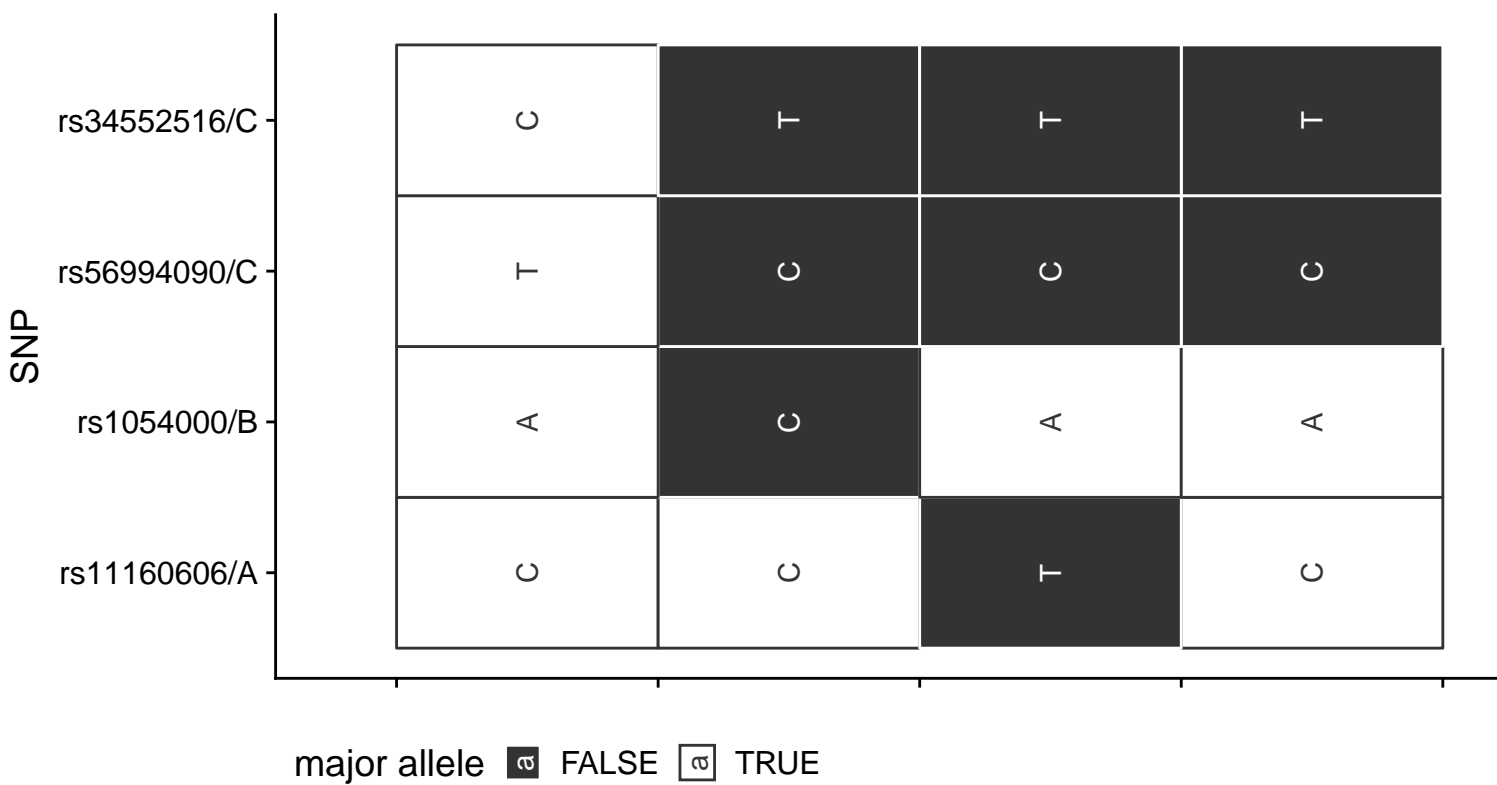 rs34552516/C C T T T
rs56994090/C T C C C
SNP
rs1054000/B A C A A
rs11160606/A C C T C
major allele a FALSE a TRUE